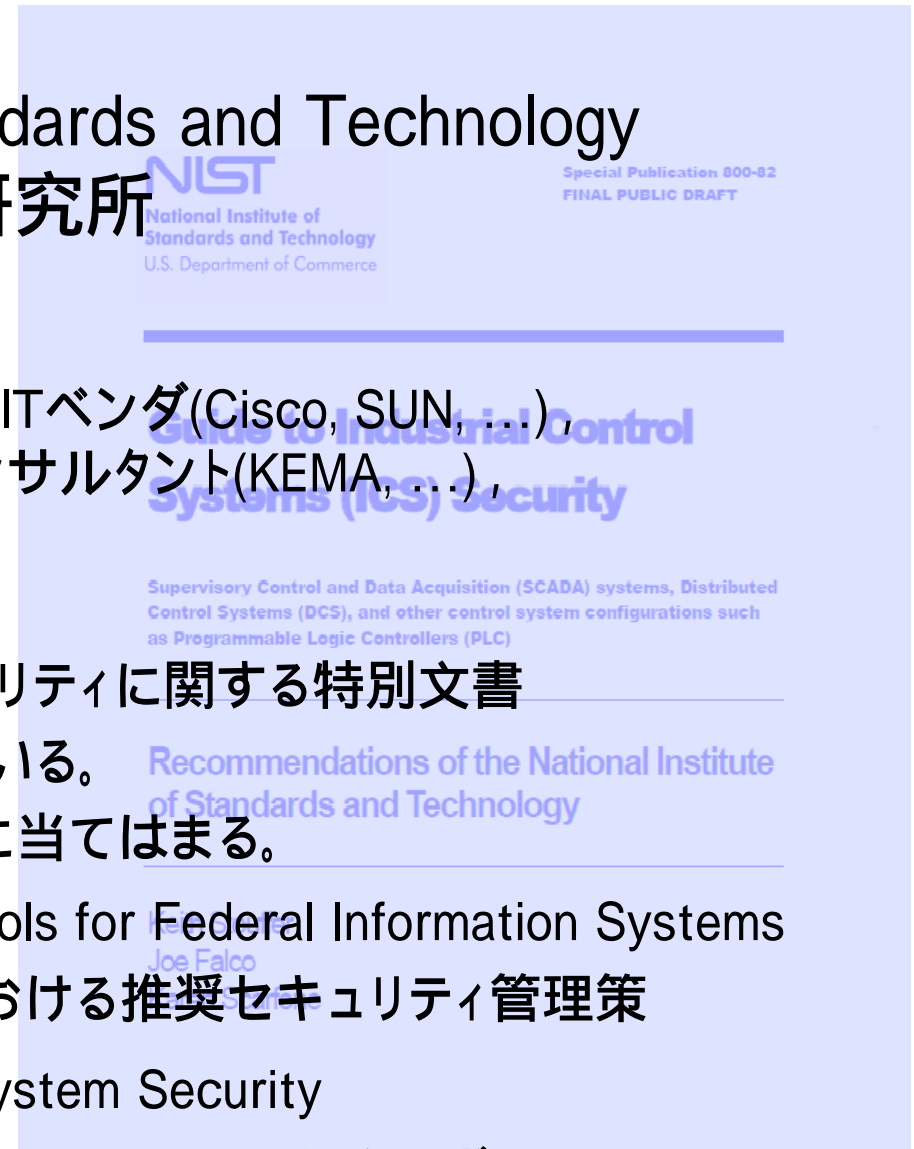 dards and Technology
究所
NIST
National Institute of
Standards and Technology
U.S. Department of Commerce
Special Publication 800-82
FINAL PUBLIC DRAFT
ITベンダ(Cisco, SUN, …) ,
サルタント(KEMA, …) ,
Guide to Industrial Control
Systems (ICS) Security
Supervisory Control and Data Acquisition (SCADA) systems, Distributed
Control Systems (DCS), and other control system configurations such
as Programmable Logic Controllers (PLC)
リティに関する特別文書
いる。
Recommendations of the National Institute
of Standards and Technology
に当てはまる。
ols for Federal Information Systems
Joe Falco
おける推奨セキュリティ管理策
ystem Security